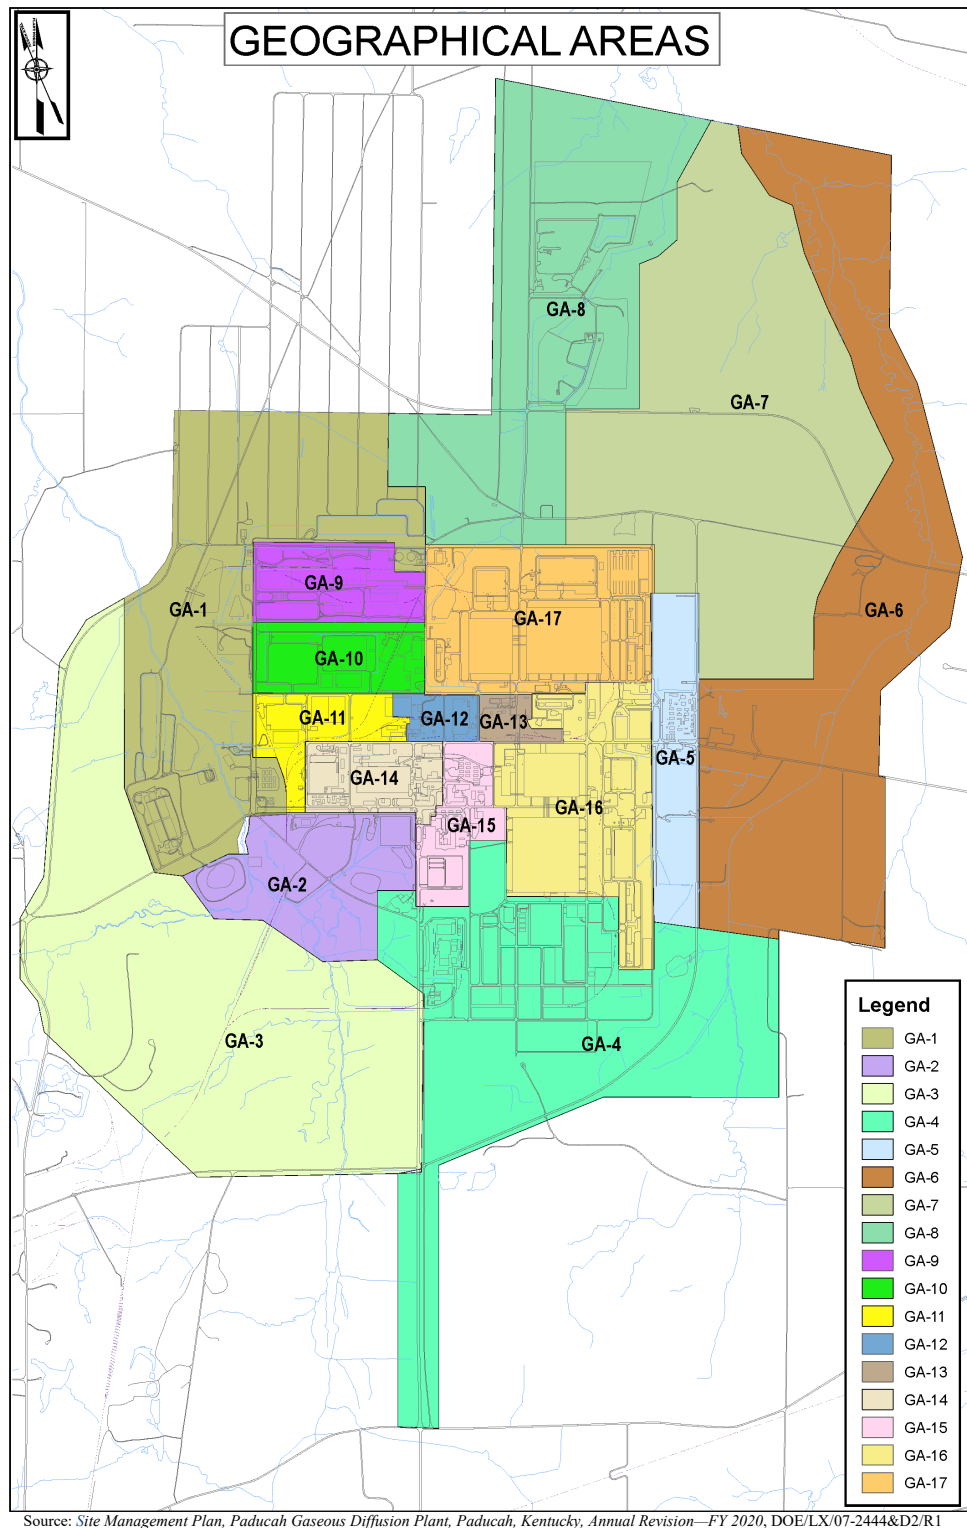 GEOGRAPHICAL AREAS
GA-8
GA-7
GA-9
GA-1
GA-17
GA-6
GA-10
GA-11
GA-12
GA-13
GA-5
GA-14
GA-16
GA-15
GA-2
GA-3
GA-4
Legend
GA-1
GA-2
GA-3
GA-4
GA-5
GA-6
GA-7
GA-8
GA-9
GA-10
GA-11
GA-12
GA-13
GA-14
GA-15
GA-16
GA-17
Source: Site Management Plan, Paducah Gaseous Diffusion Plant, Paducah, Kentucky, Annual Revision—FY 2020, DOE/LX/07-2444&D2/R1